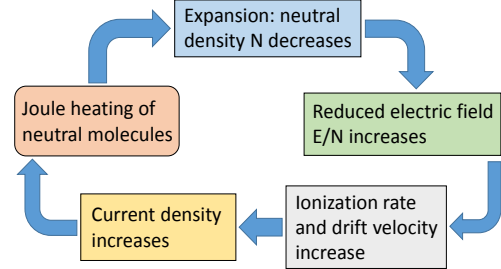 Expansion: neutral
density N decreases
Joule heating of
neutral molecules
Reduced electric field
E/N increases
Current density
increases
Ionization rate
and drift velocity
increase